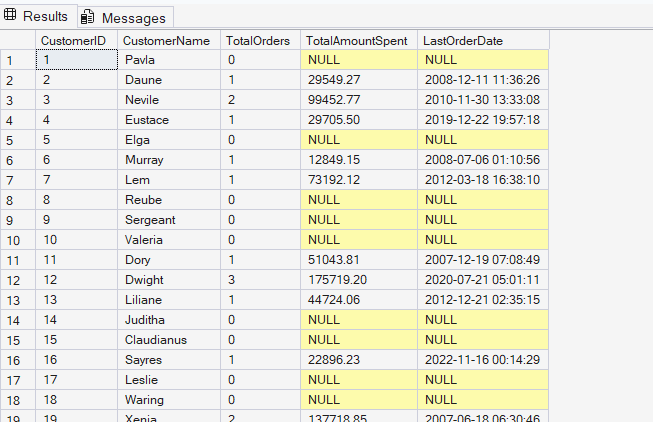 Results Messages
CustomerID CustomerName TotalOrders TotalAmountSpent LastOrderDate
1 1 Pavla 0 NULL NULL
2 2 Daune 1 29549.27 2008-12-11 11:36:26
3 3 Nevile 2 99452.77 2010-11-30 13:33:08
4 4 Eustace 1 29705.50 2019-12-22 19:57:18
5 5 Elga 0 NULL NULL
6 6 Murray 1 12849.15 2008-07-06 01:10:56
7 7 Lem 1 73192.12 2012-03-18 16:38:10
8 8 Reube 0 NULL NULL
9 9 Sergeant 0 NULL NULL
10 10 Valeria 0 NULL NULL
11 11 Dory 1 51043.81 2007-12-19 07:08:49
12 12 Dwight 3 175719.20 2020-07-21 05:01:11
13 13 Liliane 1 44724.06 2012-12-21 02:35:15
14 14 Juditha 0 NULL NULL
15 15 Claudianus 0 NULL NULL
16 16 Sayres 1 22896.23 2022-11-16 00:14:29
17 17 Leslie 0 NULL NULL
18 18 Waring 0 NULL NULL
19 19 Xenia 2 137718.85 2007-06-18 06:30:46